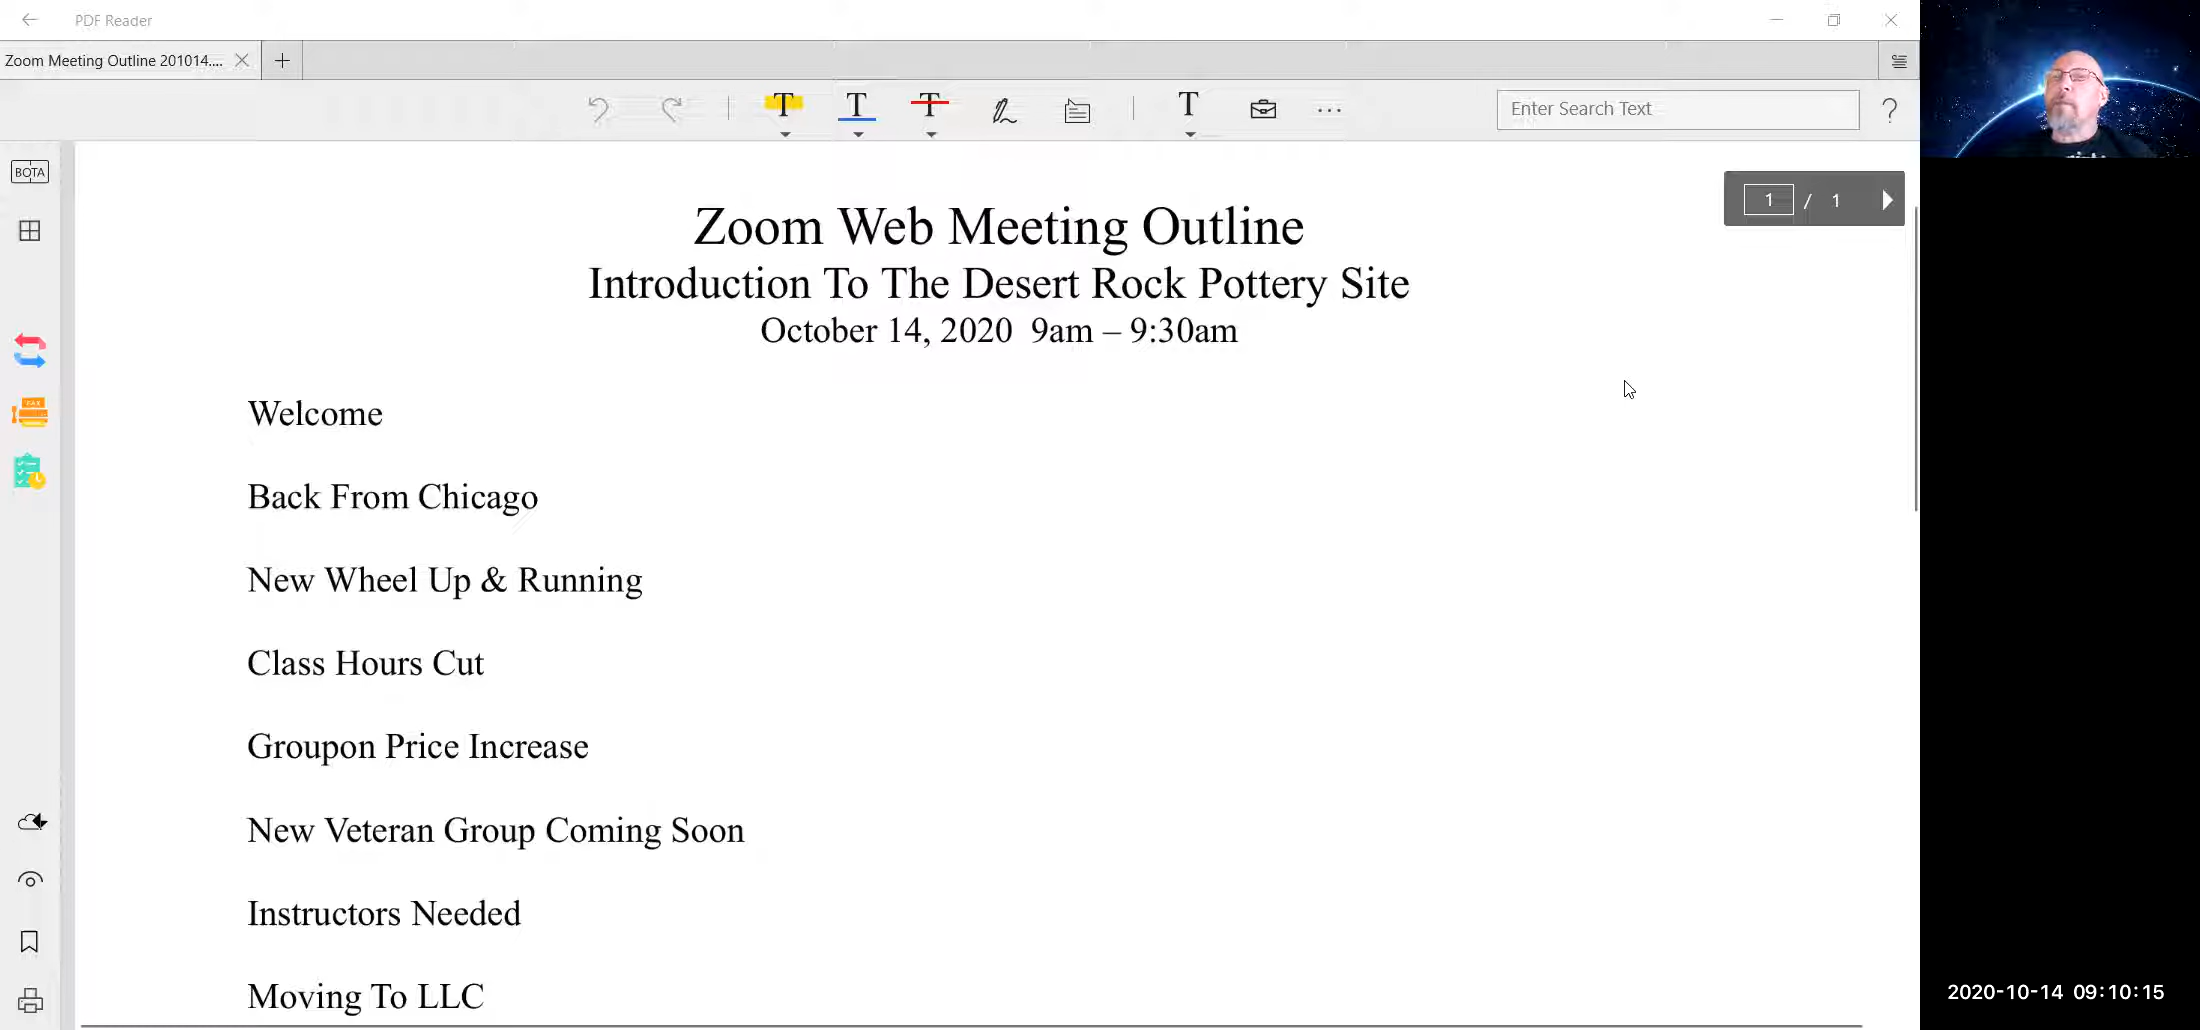 PDF Reader
Zoom Meeting Outline 201014....
T T T T
Enter Search Text
?
BOTA
1 / 1
Zoom Web Meeting Outline
Introduction To The Desert Rock Pottery Site
October 14, 2020 9am – 9:30am
Welcome
Back From Chicago
New Wheel Up & Running
Class Hours Cut
Groupon Price Increase
New Veteran Group Coming Soon
Instructors Needed
Moving To LLC
FAX
2020-10-14 09:10:15